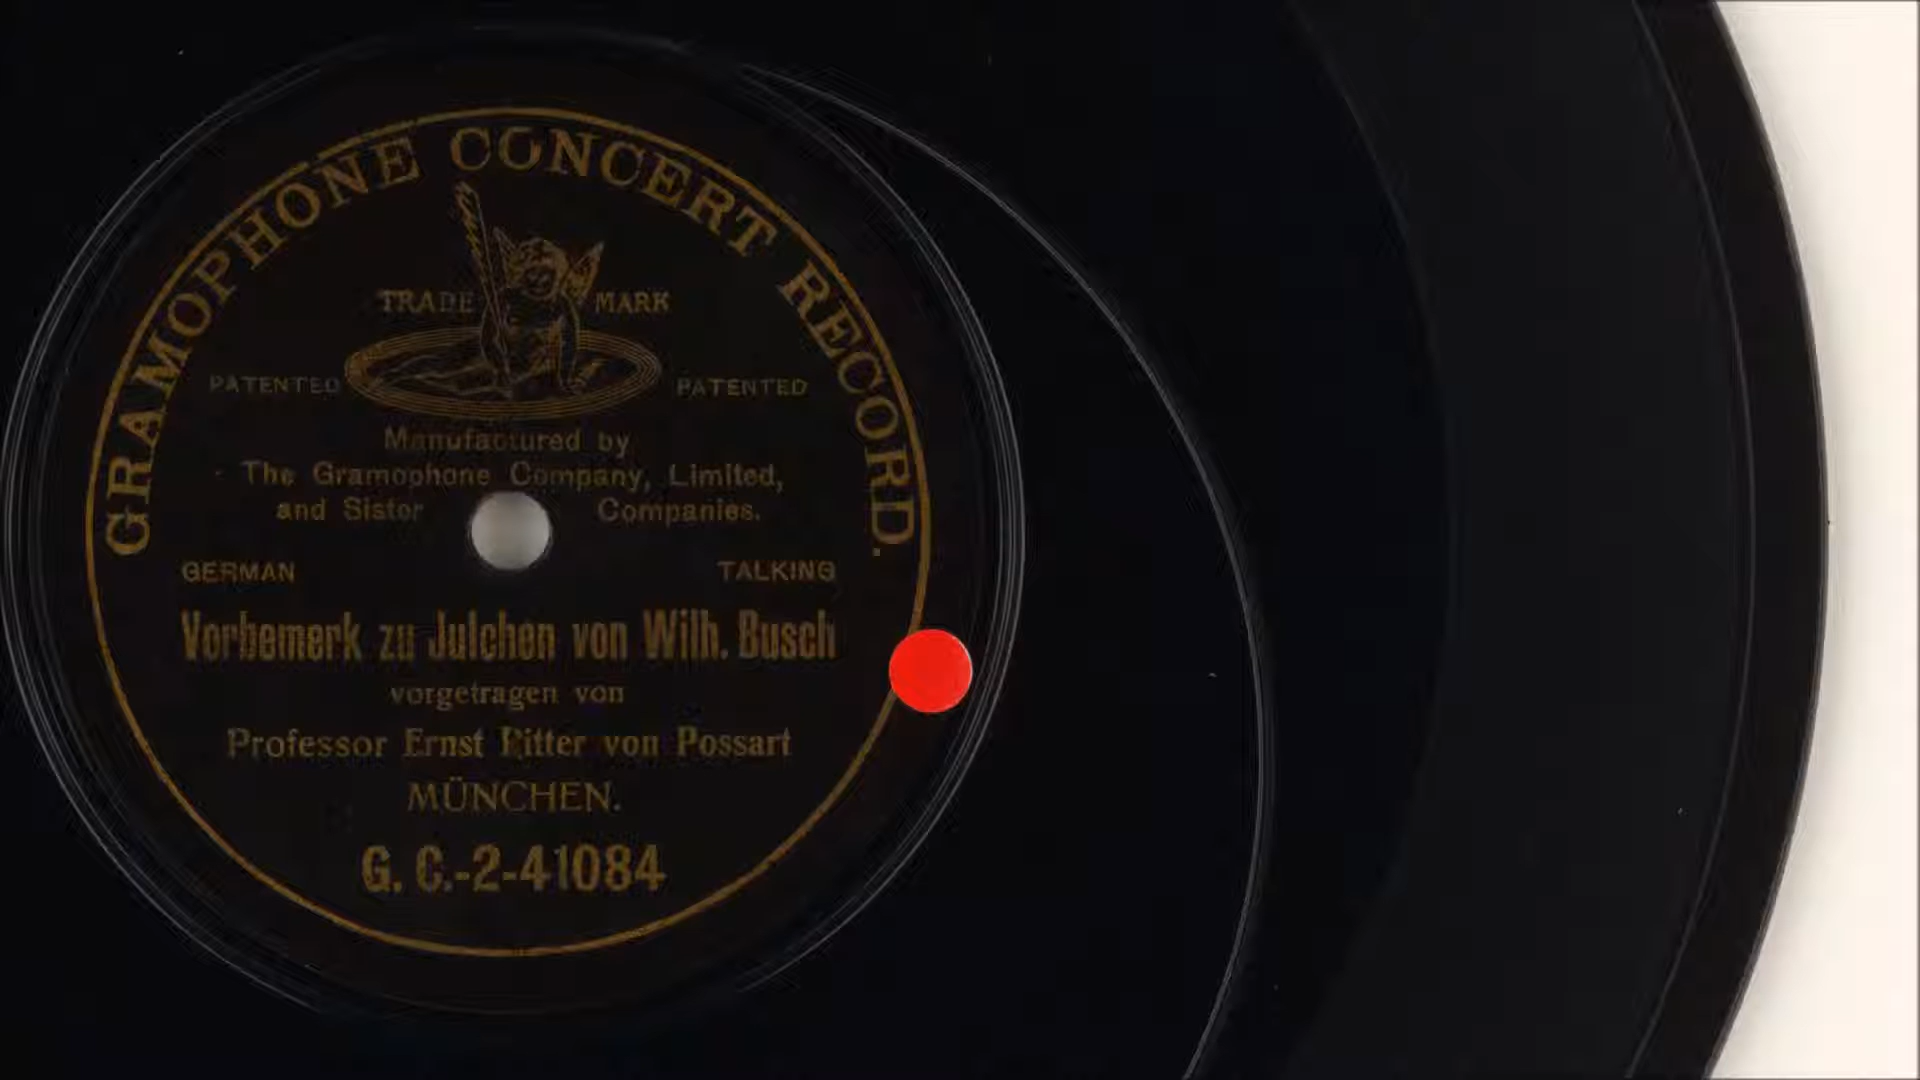 GRAMOPHONE CONCERT RECORD.
TRADE MARK
PATENTED PATENTED
Manufactured by
The Gramophone Company, Limited,
and Sister Companies.
GERMAN TALKING
Vorbemerk zu Julchen von Wilh. Busch
vorgetragen von
Professor Ernst Ritter von Possart
MÜNCHEN.
G. C.-2-41084